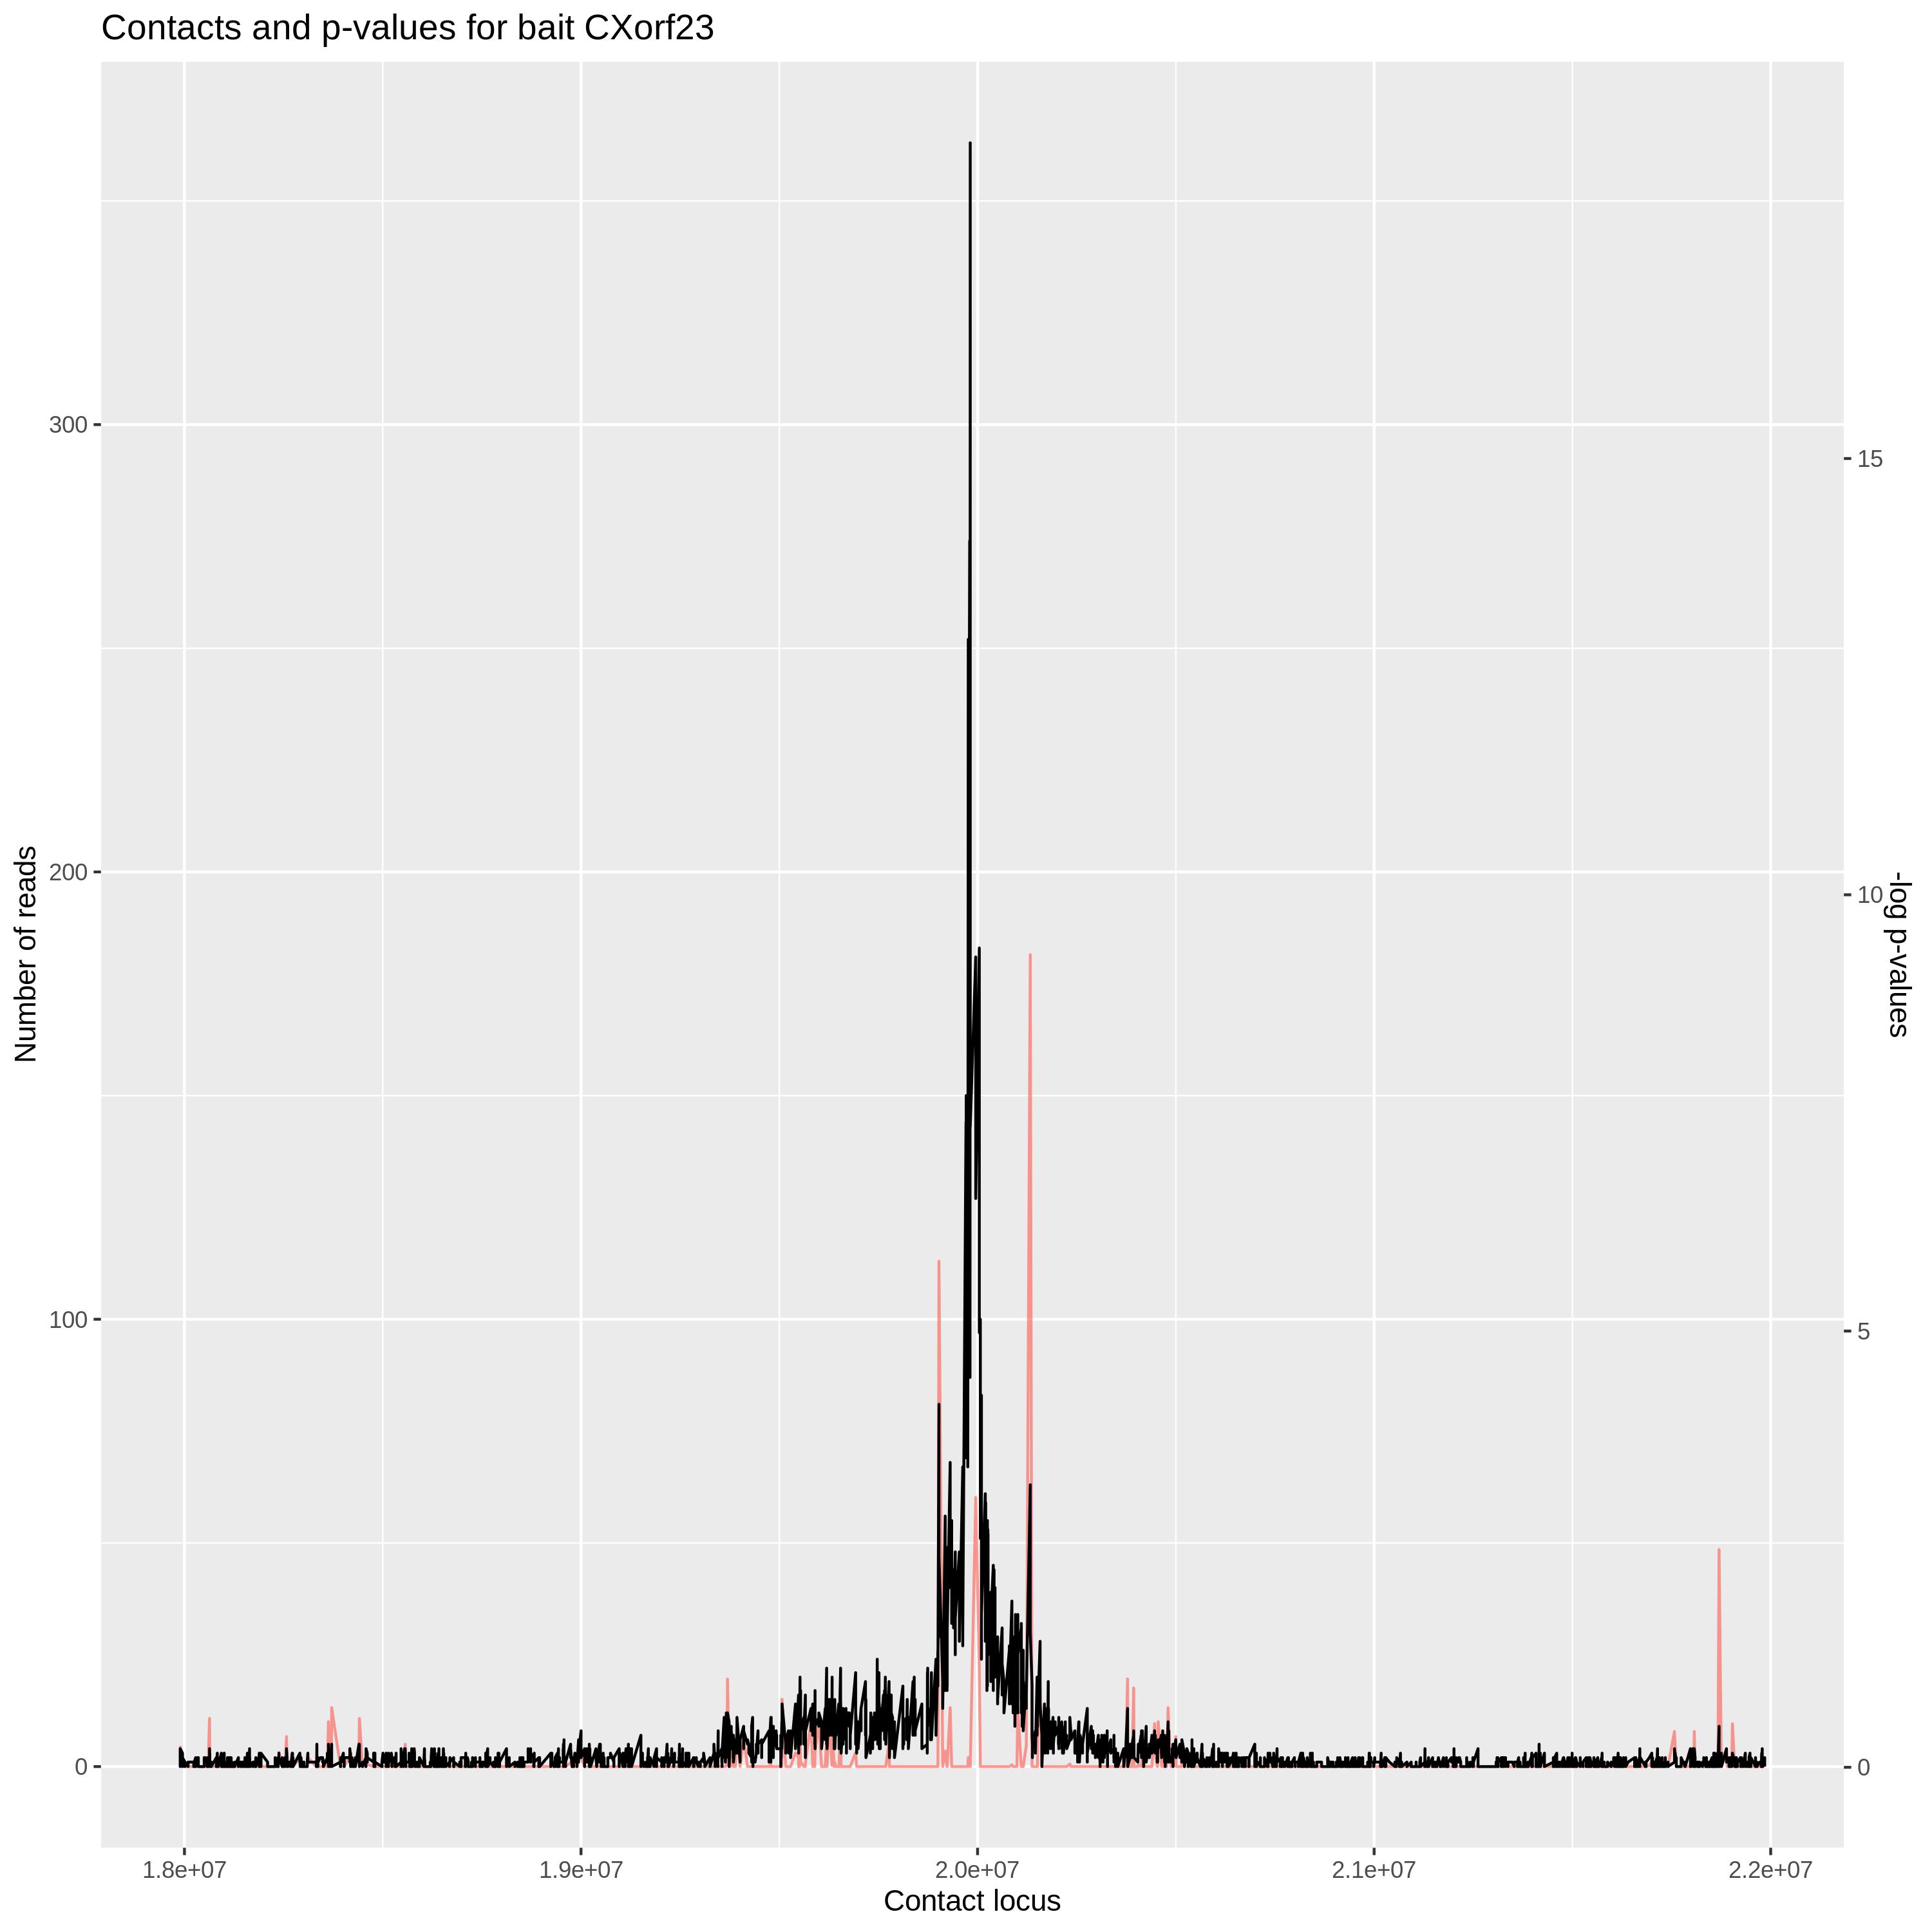 Contacts and p-values for bait CXorf23
Number of reads
300
200
100
0
15
10
5
0
-log p-values
1.8e+07
1.9e+07
2.0e+07
2.1e+07
2.2e+07
Contact locus